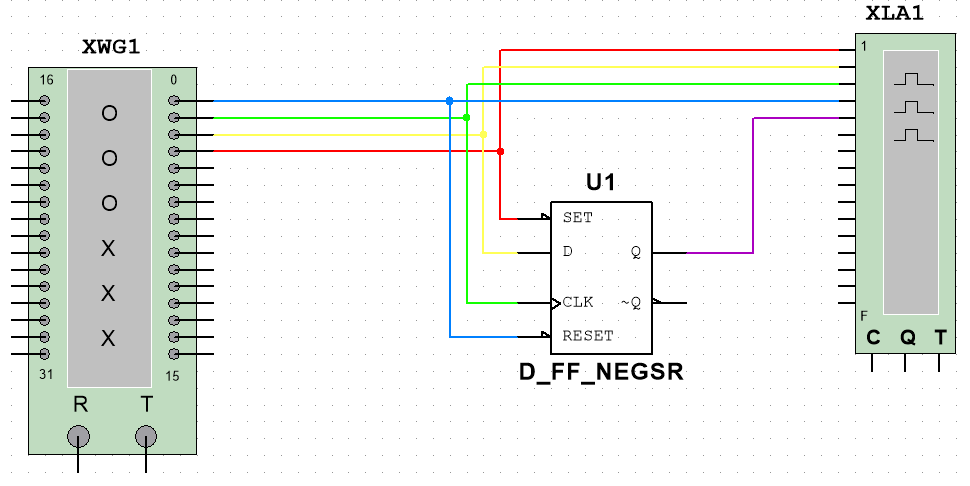 XWG1
16 0
O
O
O
X
X
X
31 15
R T
U1
SET
D Q
CLK ~Q
RESET
D_FF_NEGSR
XLA1
1
F
C Q T